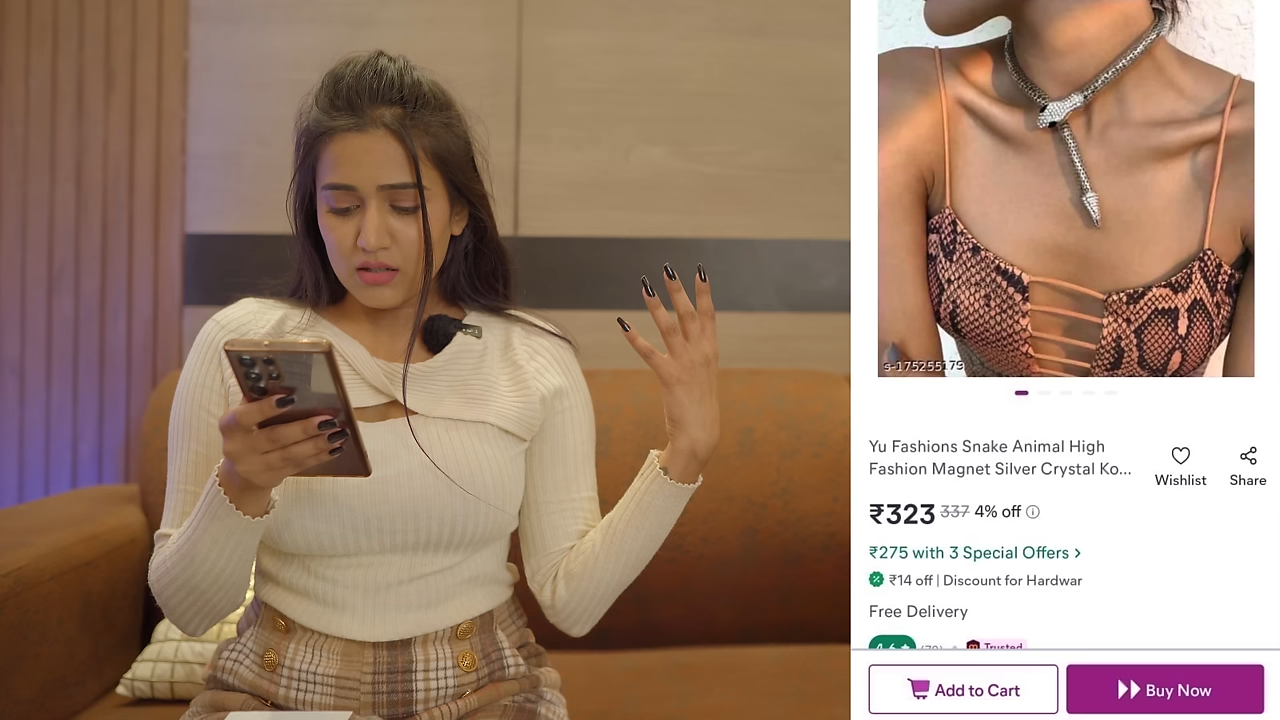 s-175255179
Yu Fashions Snake Animal High
Fashion Magnet Silver Crystal Ko...
Wishlist
Share
₹323 337 4% off
₹275 with 3 Special Offers >
₹14 off | Discount for Hardwar
Free Delivery
Trusted
Add to Cart
Buy Now